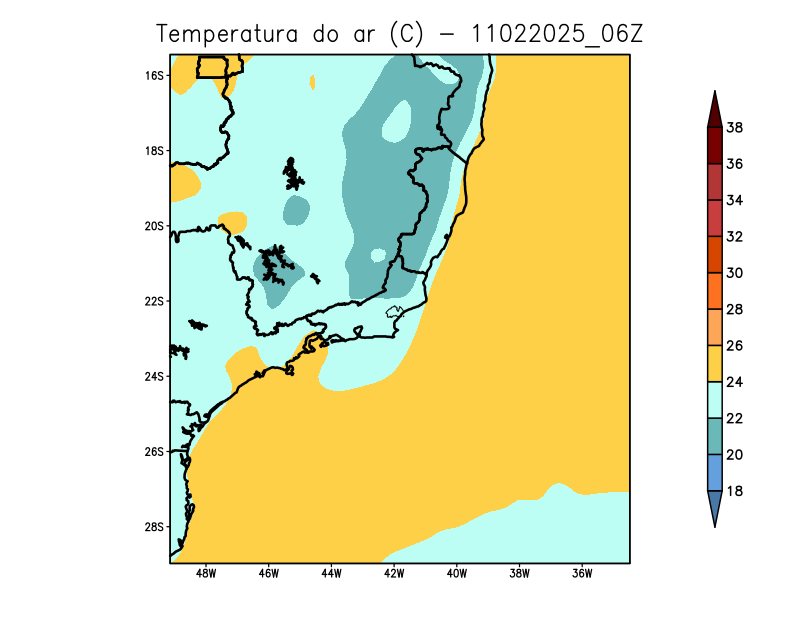 Temperatura do ar (C) – 11022025_06Z
16S
18S
20S
22S
24S
26S
28S
48W 46W 44W 42W 40W 38W 36W
38
36
34
32
30
28
26
24
22
20
18